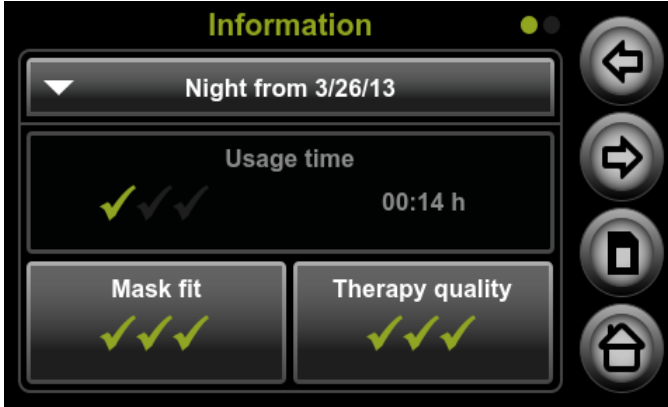 Information
Night from 3/26/13
Usage time
00:14 h
Mask fit
Therapy quality